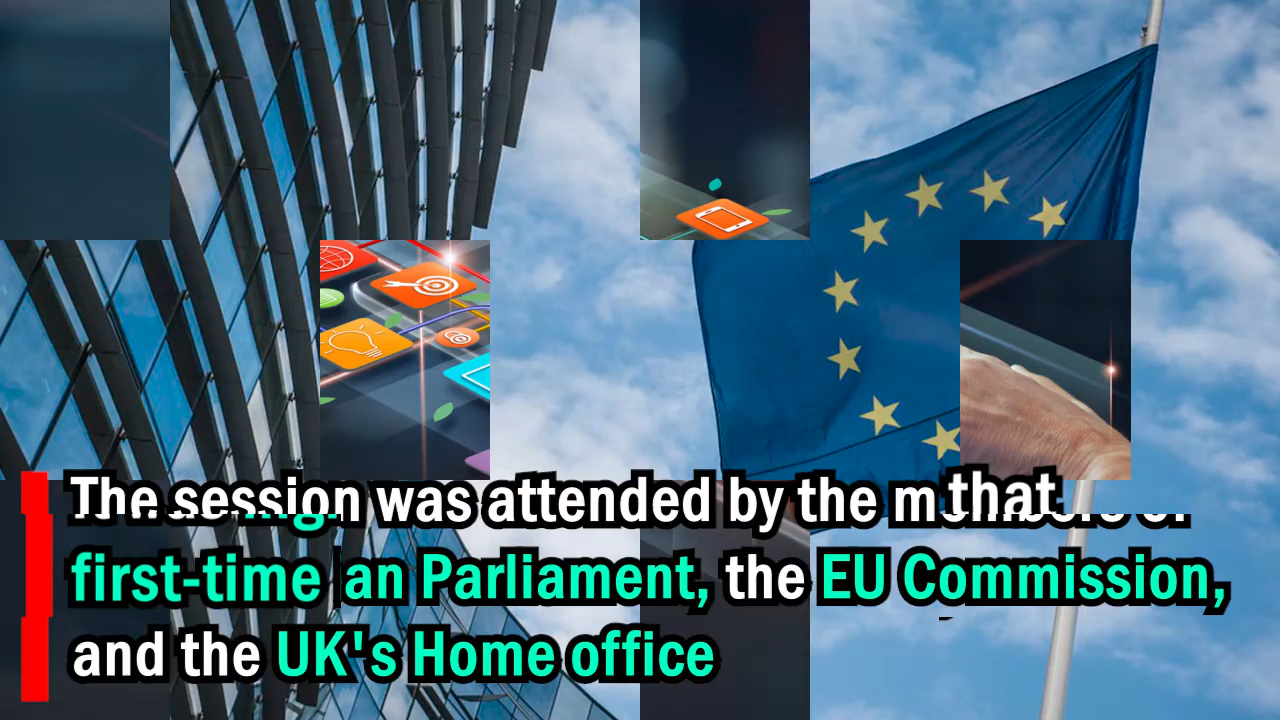 The session was attended by the m that
first-time an Parliament, the EU Commission,
and the UK's Home office